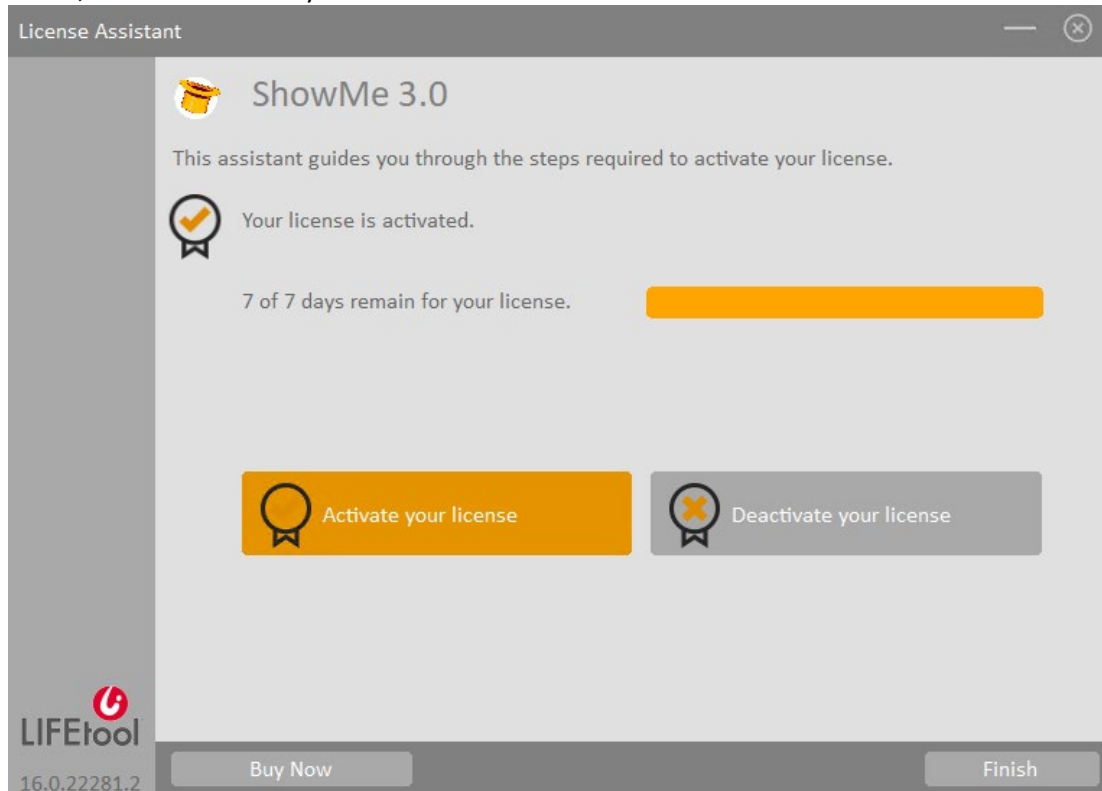 License Assistant
ShowMe 3.0
This assistant guides you through the steps required to activate your license.
Your license is activated.
7 of 7 days remain for your license.
Activate your license
Deactivate your license
LIFEtool
16.0.22281.2
Buy Now
Finish